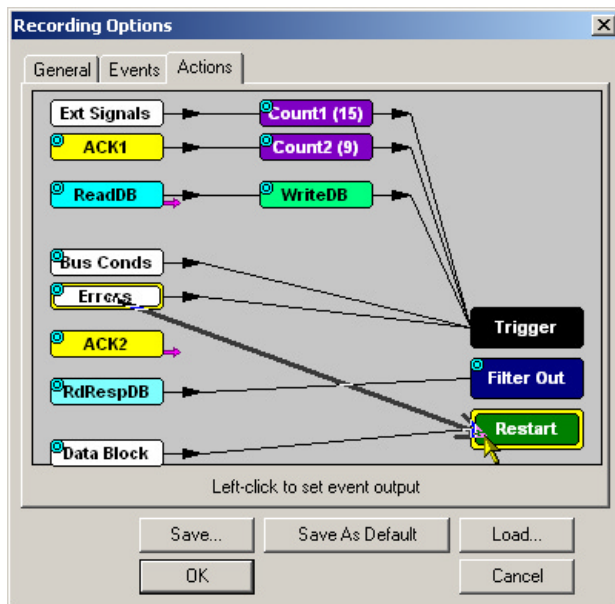 Recording Options
General Events Actions
Ext Signals Count1 (15)
ACK1 Count2 (9)
ReadDB WriteDB
Bus Conds
Errors
Trigger
ACK2
Filter Out
RdRespDB
Restart
Data Block
Left-click to set event output
Save... Save As Default Load...
OK Cancel